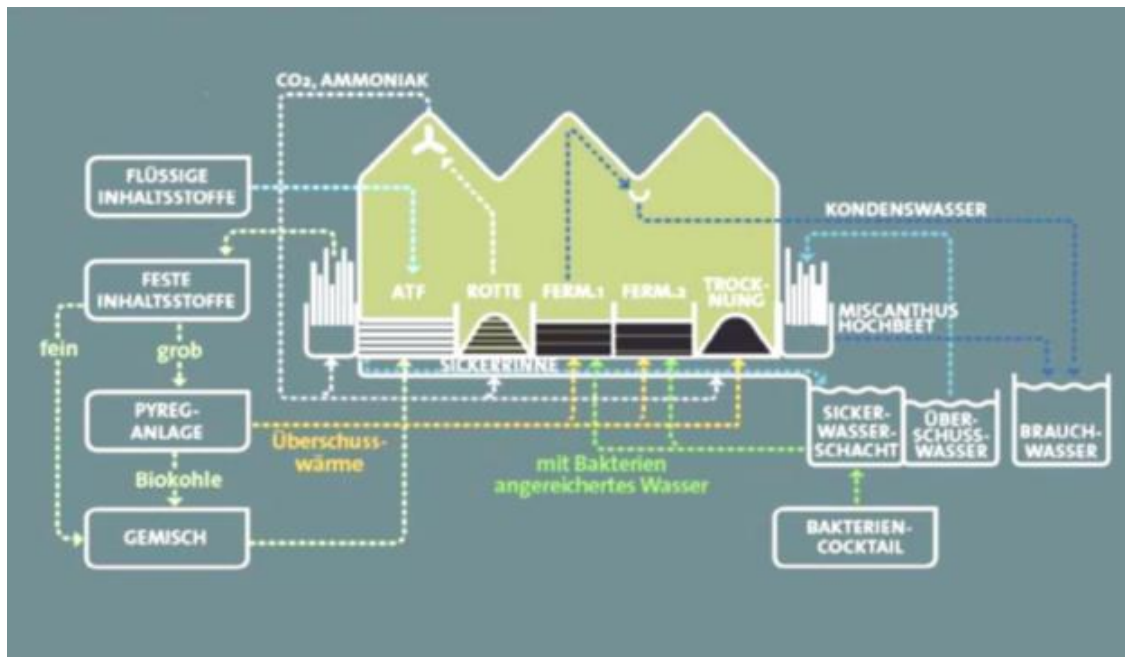 CO2, AMMONIAK
FLÜSSIGE
INHALTSSTOFFE
KONDENSWASSER
FESTE
INHALTSSTOFFE
ATF
ROTTE
FERM.1
FERM.2
TROCK-
NUNG
MISCANTHUS
HOCHBEET
fein
grob
SICKERRINNE
PYREG-
ANLAGE
Überschuss-
wärme
SICKER-
WASSER-
SCHACHT
ÜBER-
SCHUSS-
WASSER
BRAUCH-
WASSER
mit Bakterien
angereichertes Wasser
Biokohle
GEMISCH
BAKTERIEN-
COCKTAIL